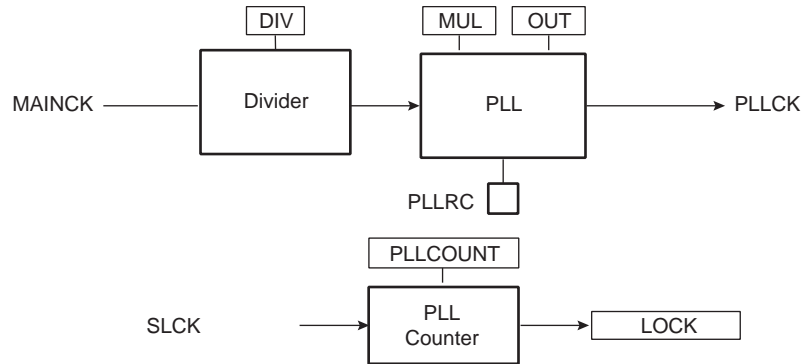 DIV
MUL
OUT
MAINCK
Divider
PLL
PLLCK
PLLRC
PLLCOUNT
SLCK
PLL
Counter
LOCK